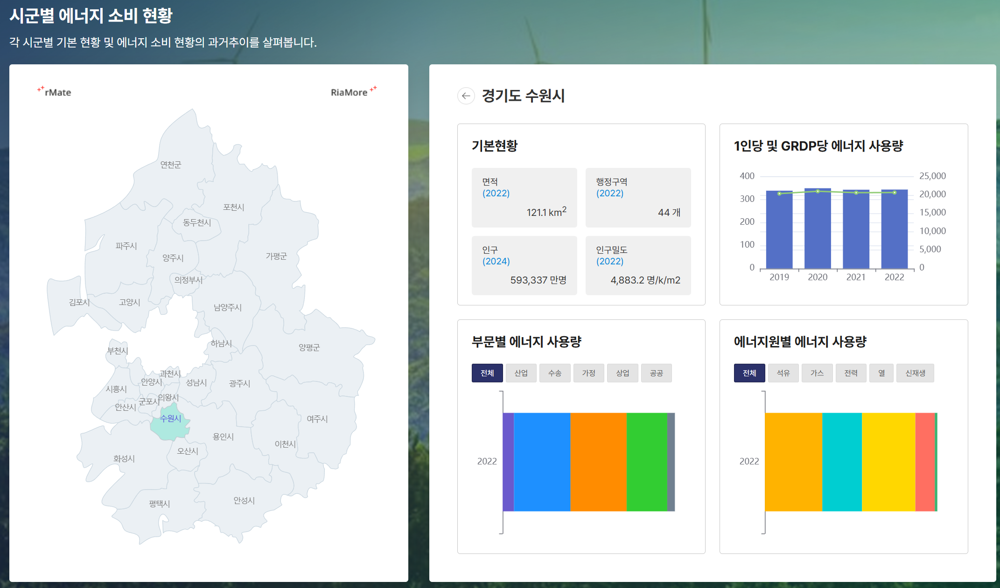 시군별 에너지 소비 현황
각 시군별 기본 현황 및 에너지 소비 현황의 과거추이를 살펴봅니다.
rMate
RiaMore
연천군
포천시
동두천시
파주시
양주시
가평군
의정부시
김포시
고양시
남양주시
하남시
양평군
부천시
과천시
안양시
성남시
광주시
시흥시
의왕시
군포시
안산시
수원시
여주시
용인시
이천시
오산시
화성시
평택시
안성시
경기도 수원시
기본현황
면적
(2022)
121.1 km2
행정구역
(2022)
44 개
인구
(2024)
593,337 만명
인구밀도
(2022)
4,883.2 명/k/m2
1인당 및 GRDP당 에너지 사용량
400
300
200
100
0
25,000
20,000
15,000
10,000
5,000
0
2019 2020 2021 2022
부문별 에너지 사용량
전체 산업 수송 가정 상업 공공
2022
에너지원별 에너지 사용량
전체 석유 가스 전력 열 신재생
2022